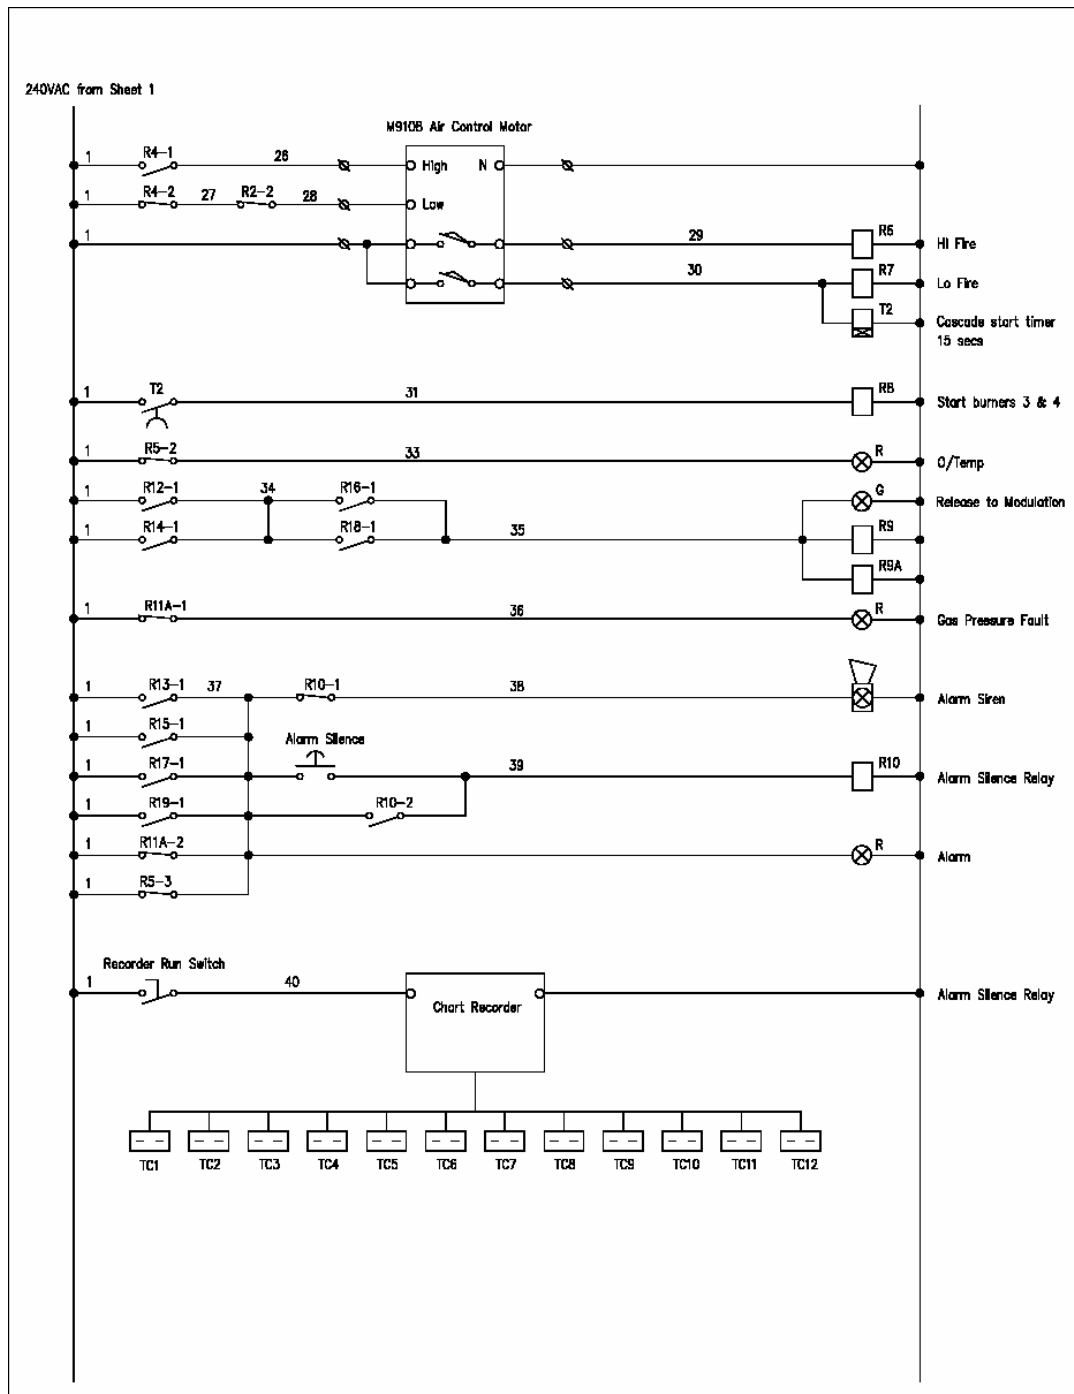 240VAC from Sheet 1
M910B Air Control Motor
1 R4-1 26 High N
1 R4-2 27 R2-2 28 Low
1 29 R6 Hi Fire
30 R7 Lo Fire
T2 Cascade start timer
15 secs
1 T2 31 R8 Start burners 3 & 4
1 R5-2 33 R O/Temp
1 R12-1 34 R16-1 G Release to Modulation
1 R14-1 R18-1 35 R9
R9A
1 R11A-1 36 R Gas Pressure Fault
1 R13-1 37 R10-1 38 Alarm Siren
1 R15-1 Alarm Silence
1 R17-1 39 R10 Alarm Silence Relay
1 R19-1 R10-2
1 R11A-2 R Alarm
1 R5-3
Recorder Run Switch
1 40 Chart Recorder Alarm Silence Relay
TC1 TC2 TC3 TC4 TC5 TC6 TC7 TC8 TC9 TC10 TC11 TC12